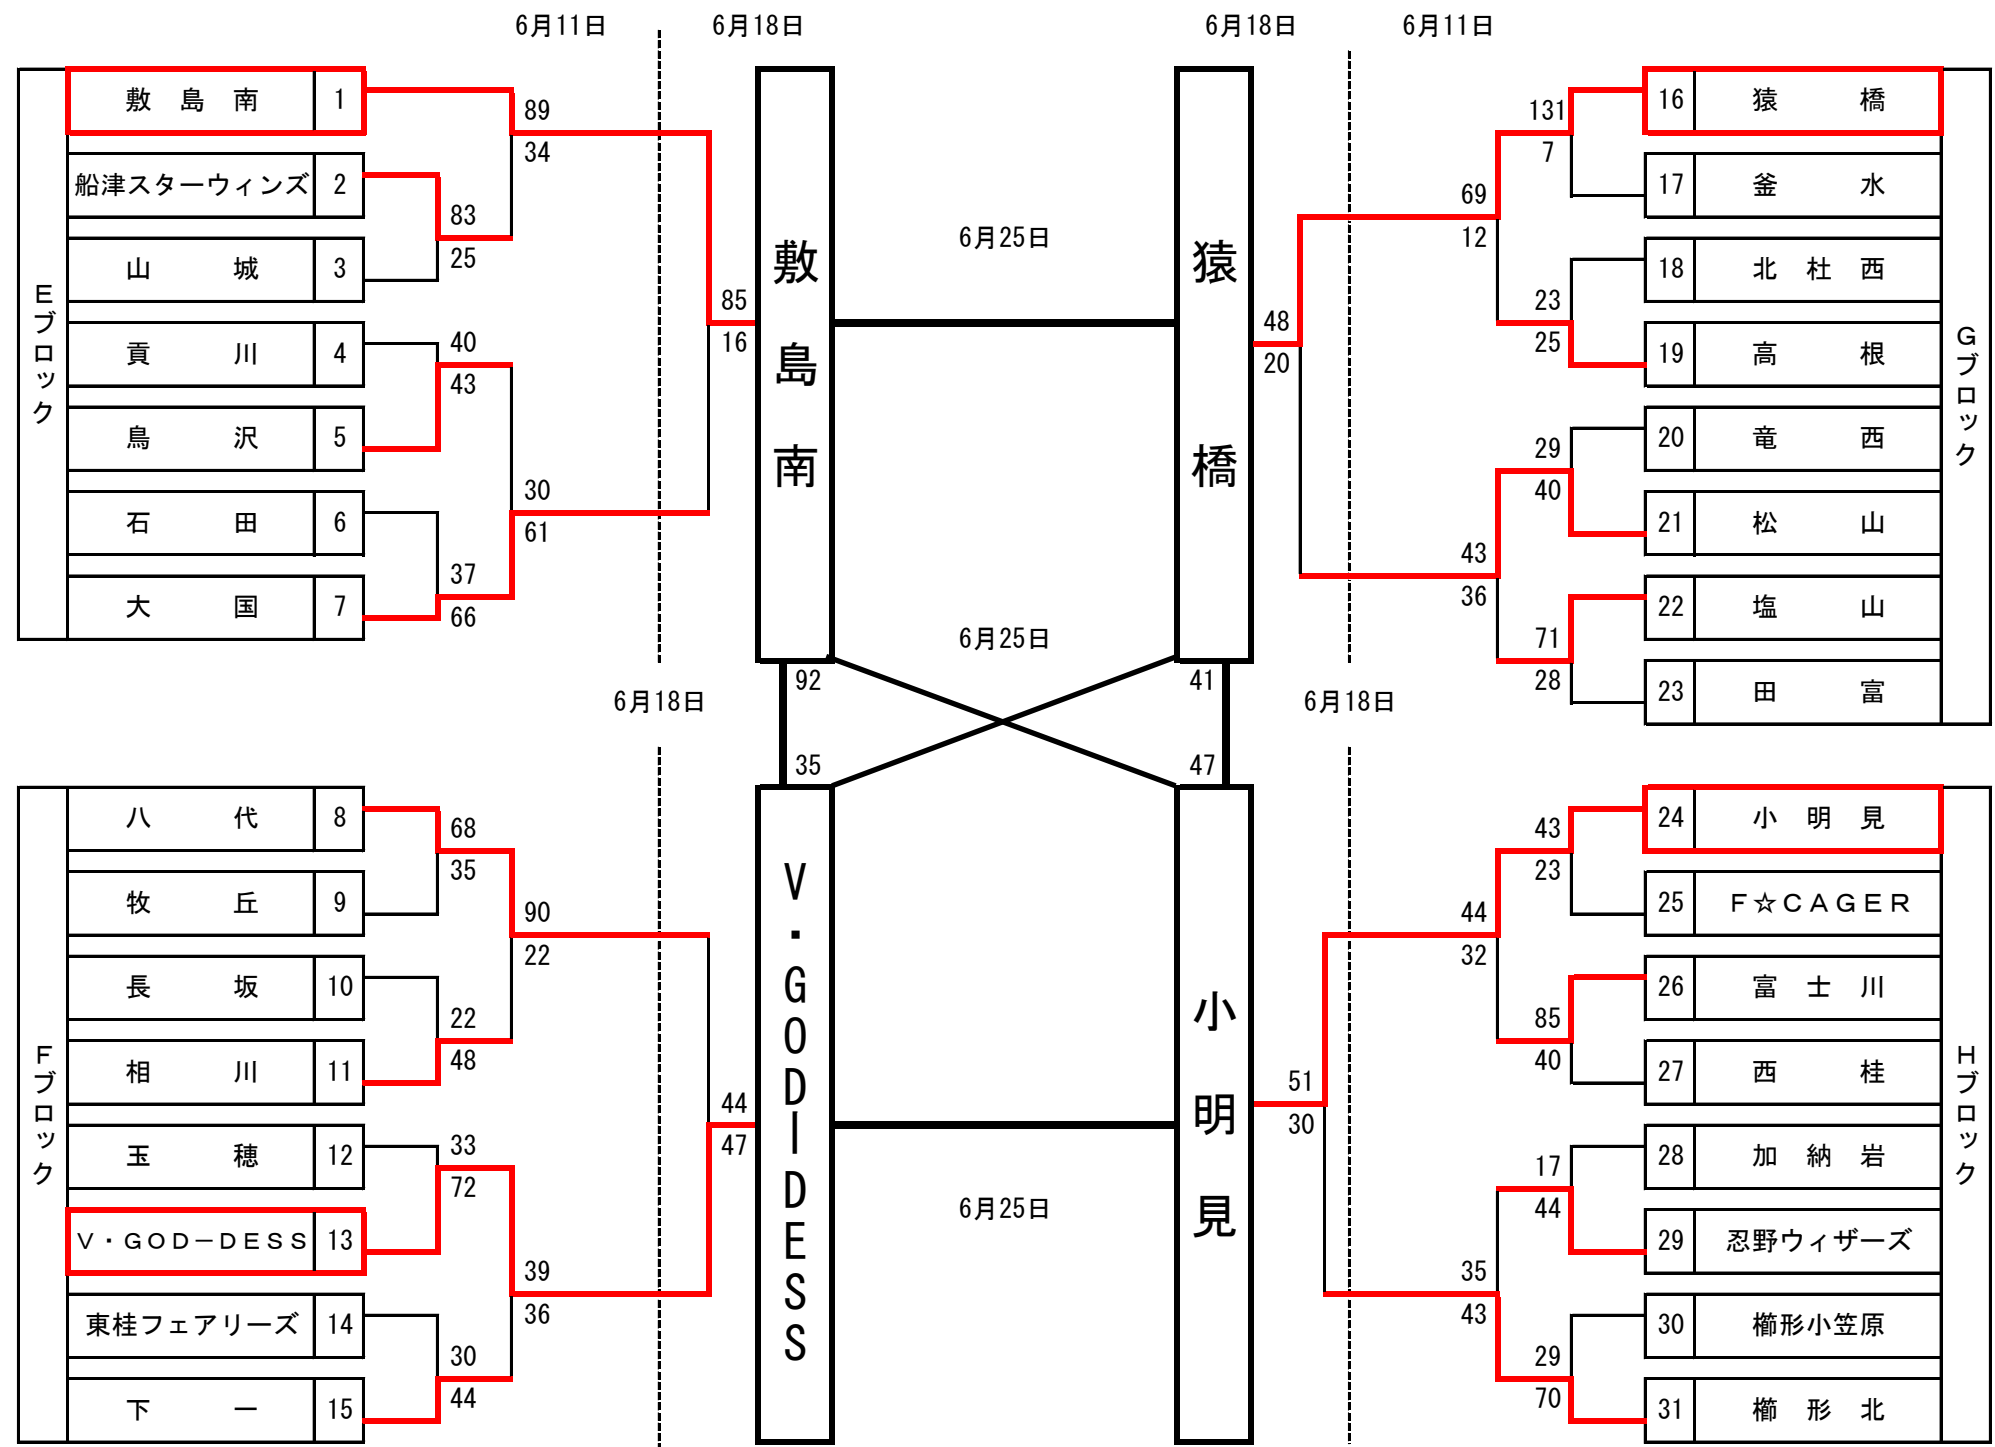 6月11日
6月18日
6月18日
6月11日
Eブロック
敷島南 1
船津スターウィンズ 2
山城 3
貢川 4
鳥沢 5
石田 6
大国 7
89
34
83
25
40
43
30
61
37
66
85
16
敷島南
6月25日
猿橋
48
20
69
12
131
7
23
25
29
40
43
36
71
28
16 猿橋
17 釜水
18 北杜西
19 高根
20 竜西
21 松山
22 塩山
23 田富
Gブロック
6月25日
92
41
35
47
6月18日
6月18日
Fブロック
八代 8
牧丘 9
長坂 10
相川 11
玉穂 12
V・GOD－DESS 13
東桂フェアリーズ 14
下一 15
68
35
90
22
22
48
33
72
39
36
30
44
44
47
V・GOD－DESS
6月25日
小明見
51
30
44
32
43
23
85
40
17
44
35
43
29
70
24 小明見
25 F☆CAGER
26 富士川
27 西桂
28 加納岩
29 忍野ウィザーズ
30 櫛形小笠原
31 櫛形北
Hブロック